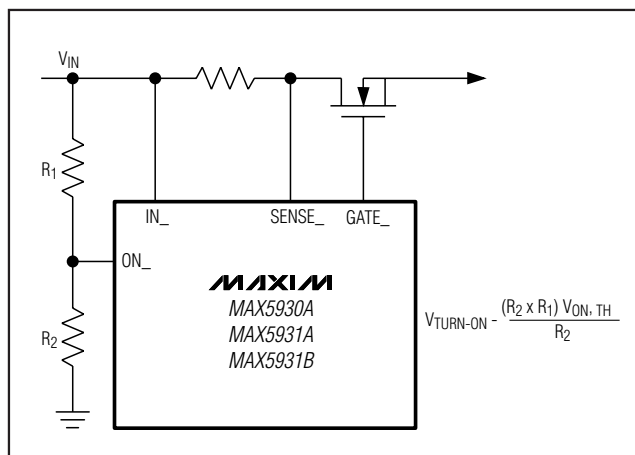 V_IN
R_1
IN_
SENSE_
GATE_
ON_
MAXIM
MAX5930A
MAX5931A
MAX5931B
R_2
V_TURN-ON - (R_2 x R_1) V_ON, TH
R_2